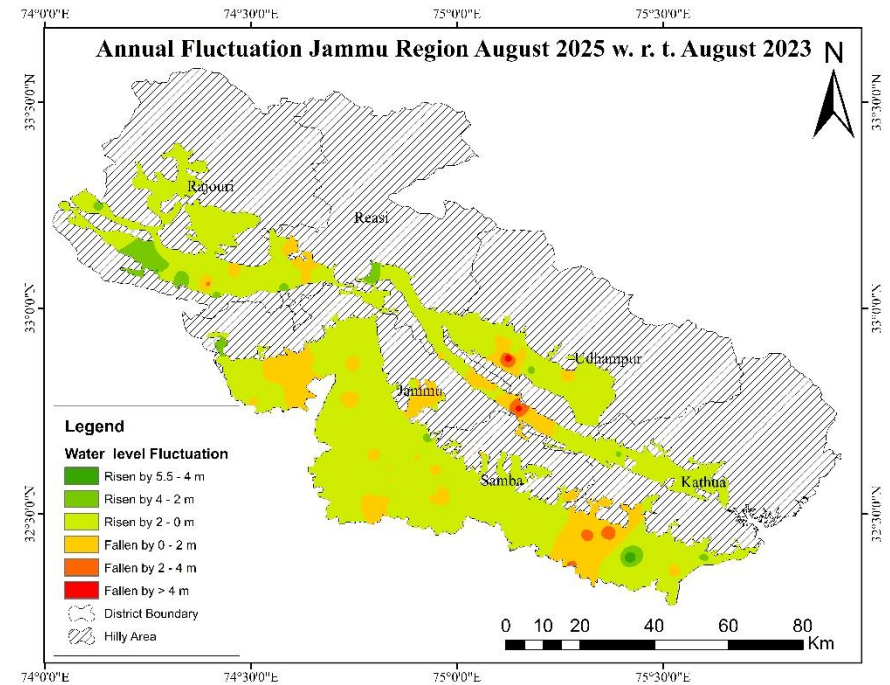 74°0'0"E 74°30'0"E 75°0'0"E 75°30'0"E
Annual Fluctuation Jammu Region August 2025 w. r. t. August 2023
N
33°30'0"N 33°30'0"N
Rajouri
Reasi
33°0'0"N 33°0'0"N
Udhampur
Jammu
Samba
Kathua
32°30'0"N 32°30'0"N
Legend
Water level Fluctuation
Risen by 5.5 - 4 m
Risen by 4 - 2 m
Risen by 2 - 0 m
Fallen by 0 - 2 m
Fallen by 2 - 4 m
Fallen by > 4 m
District Boundary
Hilly Area
0 10 20 40 60 80
Km
74°0'0"E 74°30'0"E 75°0'0"E 75°30'0"E